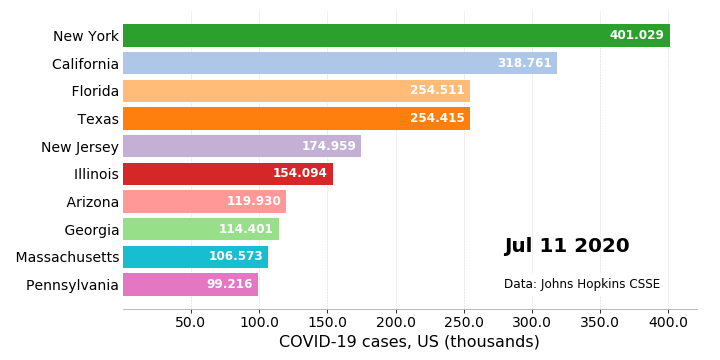 New York 401.029
California 318.761
Florida 254.511
Texas 254.415
New Jersey 174.959
Illinois 154.094
Arizona 119.930
Georgia 114.401
Massachusetts 106.573
Pennsylvania 99.216
Jul 11 2020
Data: Johns Hopkins CSSE
50.0 100.0 150.0 200.0 250.0 300.0 350.0 400.0
COVID-19 cases, US (thousands)